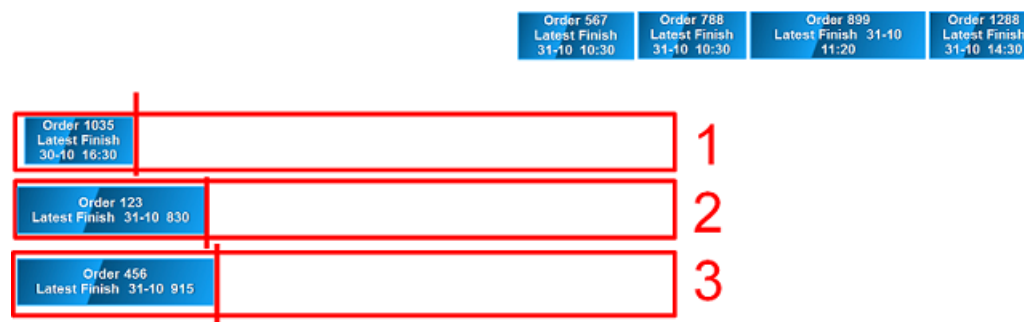 Order 567
Latest Finish
31-10 10:30
Order 788
Latest Finish
31-10 10:30
Order 899
Latest Finish 31-10
11:20
Order 1288
Latest Finish
31-10 14:30
Order 1035
Latest Finish
30-10 16:30
1
Order 123
Latest Finish 31-10 830
2
Order 456
Latest Finish 31-10 915
3